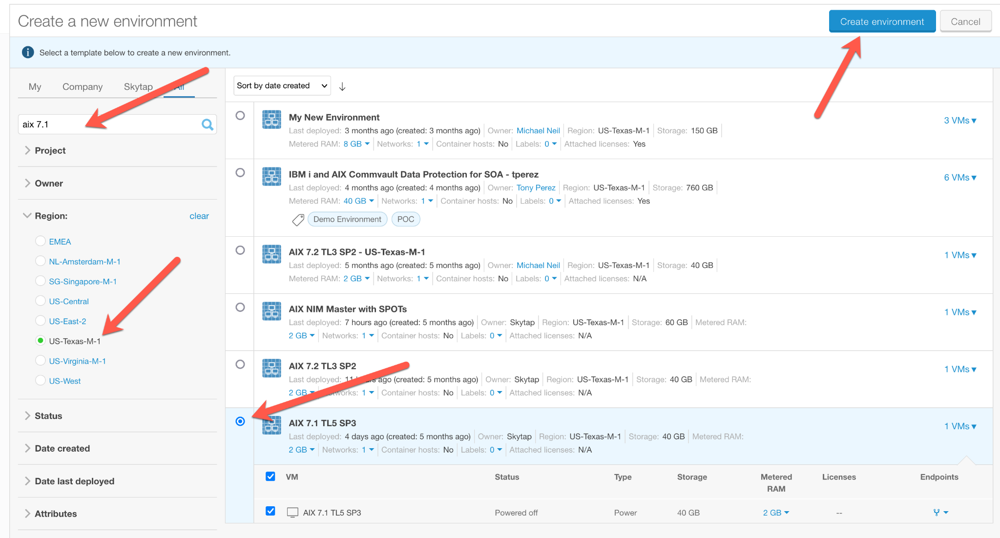 Create a new environment
Create environment
Cancel
Select a template below to create a new environment.
My Company Skytap All
aix 7.1
Project
Owner
Region: clear
EMEA
NL-Amsterdam-M-1
SG-Singapore-M-1
US-Central
US-East-2
US-Texas-M-1
US-Virginia-M-1
US-West
Status
Date created
Date last deployed
Attributes
Sort by date created
My New Environment
3 VMs
Last deployed: 3 months ago (created: 3 months ago) Owner: Michael Neil Region: US-Texas-M-1 Storage: 150 GB
Metered RAM: 8 GB Networks: 1 Container hosts: No Labels: 0 Attached licenses: Yes
IBM i and AIX Commvault Data Protection for SOA - tperez
6 VMs
Last deployed: 4 months ago (created: 4 months ago) Owner: Tony Perez Region: US-Texas-M-1 Storage: 760 GB
Metered RAM: 40 GB Networks: 1 Container hosts: No Labels: 0 Attached licenses: Yes
Demo Environment POC
AIX 7.2 TL3 SP2 - US-Texas-M-1
1 VMs
Last deployed: 5 months ago (created: 5 months ago) Owner: Michael Neil Region: US-Texas-M-1 Storage: 40 GB
Metered RAM: 2 GB Networks: 1 Container hosts: No Labels: 0 Attached licenses: N/A
AIX NIM Master with SPOTs
1 VMs
Last deployed: 7 hours ago (created: 5 months ago) Owner: Skytap Region: US-Texas-M-1 Storage: 60 GB Metered RAM:
2 GB Networks: 1 Container hosts: No Labels: 0 Attached licenses: N/A
AIX 7.2 TL3 SP2
1 VMs
Last deployed: 11 hours ago (created: 5 months ago) Owner: Skytap Region: US-Texas-M-1 Storage: 40 GB Metered RAM:
2 GB Networks: 1 Container hosts: No Labels: 0 Attached licenses: N/A
AIX 7.1 TL5 SP3
1 VMs
Last deployed: 4 days ago (created: 5 months ago) Owner: Skytap Region: US-Texas-M-1 Storage: 40 GB Metered RAM:
2 GB Networks: 1 Container hosts: No Labels: 0 Attached licenses: N/A
VM Status Type Storage Metered RAM Licenses Endpoints
AIX 7.1 TL5 SP3 Powered off Power 40 GB 2 GB --